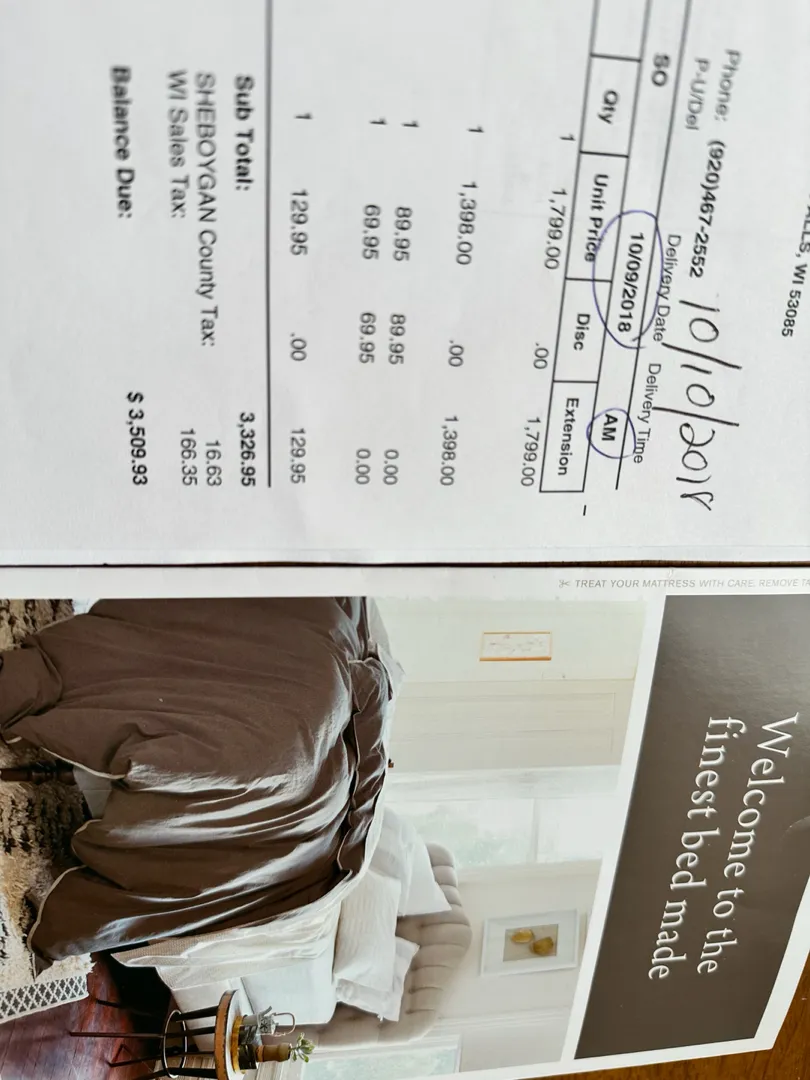 ALLS, WI 53085
Phone: (920)467-2552 10/10/2018
P-U/Del Delivery Date Delivery Time
SO 10/09/2018 AM
Qty Unit Price Disc Extension
1 1,799.00 .00 1,799.00
1 1,398.00 .00 1,398.00
1 89.95 89.95 0.00
1 69.95 69.95 0.00
1 129.95 .00 129.95
Sub Total: 3,326.95
SHEBOYGAN County Tax: 16.63
WI Sales Tax: 166.35
Balance Due: $ 3,509.93
TREAT YOUR MATTRESS WITH CARE. REMOVE TA
Welcome to the
finest bed made